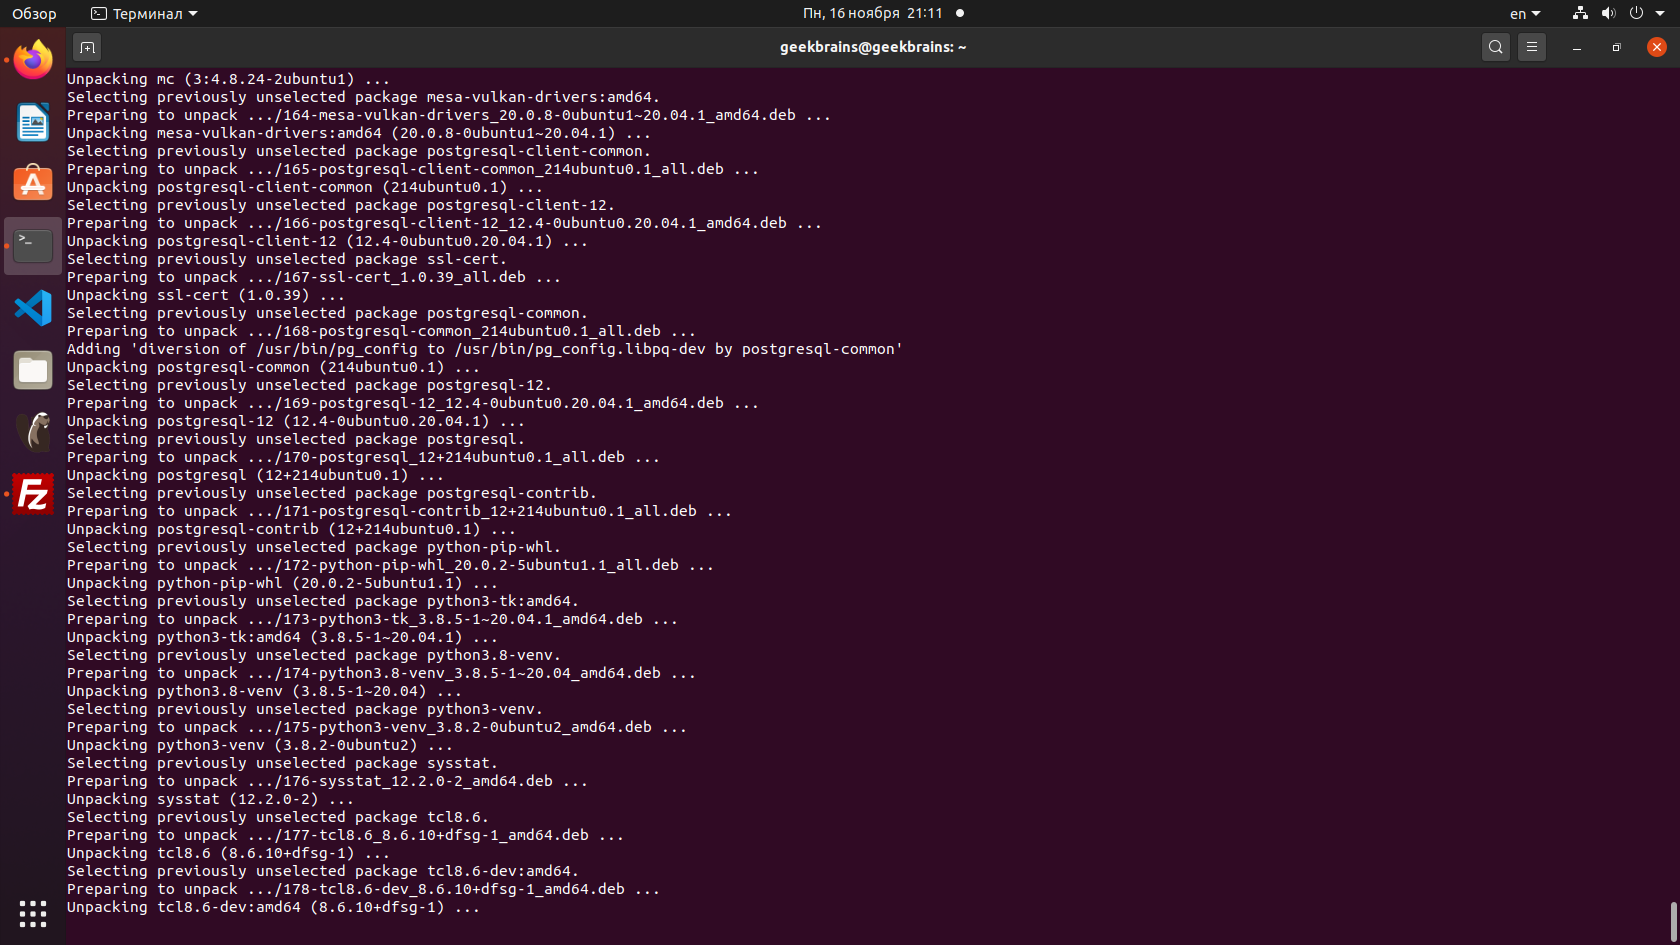 Обзор
Терминал
Пн, 16 ноября 21:11
en
geekbrains@geekbrains: ~
Unpacking mc (3:4.8.24-2ubuntu1) ...
Selecting previously unselected package mesa-vulkan-drivers:amd64.
Preparing to unpack .../164-mesa-vulkan-drivers_20.0.8-0ubuntu1~20.04.1_amd64.deb ...
Unpacking mesa-vulkan-drivers:amd64 (20.0.8-0ubuntu1~20.04.1) ...
Selecting previously unselected package postgresql-client-common.
Preparing to unpack .../165-postgresql-client-common_214ubuntu0.1_all.deb ...
Unpacking postgresql-client-common (214ubuntu0.1) ...
Selecting previously unselected package postgresql-client-12.
Preparing to unpack .../166-postgresql-client-12_12.4-0ubuntu0.20.04.1_amd64.deb ...
Unpacking postgresql-client-12 (12.4-0ubuntu0.20.04.1) ...
Selecting previously unselected package ssl-cert.
Preparing to unpack .../167-ssl-cert_1.0.39_all.deb ...
Unpacking ssl-cert (1.0.39) ...
Selecting previously unselected package postgresql-common.
Preparing to unpack .../168-postgresql-common_214ubuntu0.1_all.deb ...
Adding 'diversion of /usr/bin/pg_config to /usr/bin/pg_config.libpq-dev by postgresql-common'
Unpacking postgresql-common (214ubuntu0.1) ...
Selecting previously unselected package postgresql-12.
Preparing to unpack .../169-postgresql-12_12.4-0ubuntu0.20.04.1_amd64.deb ...
Unpacking postgresql-12 (12.4-0ubuntu0.20.04.1) ...
Selecting previously unselected package postgresql.
Preparing to unpack .../170-postgresql_12+214ubuntu0.1_all.deb ...
Unpacking postgresql (12+214ubuntu0.1) ...
Selecting previously unselected package postgresql-contrib.
Preparing to unpack .../171-postgresql-contrib_12+214ubuntu0.1_all.deb ...
Unpacking postgresql-contrib (12+214ubuntu0.1) ...
Selecting previously unselected package python-pip-whl.
Preparing to unpack .../172-python-pip-whl_20.0.2-5ubuntu1.1_all.deb ...
Unpacking python-pip-whl (20.0.2-5ubuntu1.1) ...
Selecting previously unselected package python3-tk:amd64.
Preparing to unpack .../173-python3-tk_3.8.5-1~20.04.1_amd64.deb ...
Unpacking python3-tk:amd64 (3.8.5-1~20.04.1) ...
Selecting previously unselected package python3.8-venv.
Preparing to unpack .../174-python3.8-venv_3.8.5-1~20.04_amd64.deb ...
Unpacking python3.8-venv (3.8.5-1~20.04) ...
Selecting previously unselected package python3-venv.
Preparing to unpack .../175-python3-venv_3.8.2-0ubuntu2_amd64.deb ...
Unpacking python3-venv (3.8.2-0ubuntu2) ...
Selecting previously unselected package sysstat.
Preparing to unpack .../176-sysstat_12.2.0-2_amd64.deb ...
Unpacking sysstat (12.2.0-2) ...
Selecting previously unselected package tcl8.6.
Preparing to unpack .../177-tcl8.6_8.6.10+dfsg-1_amd64.deb ...
Unpacking tcl8.6 (8.6.10+dfsg-1) ...
Selecting previously unselected package tcl8.6-dev:amd64.
Preparing to unpack .../178-tcl8.6-dev_8.6.10+dfsg-1_amd64.deb ...
Unpacking tcl8.6-dev:amd64 (8.6.10+dfsg-1) ...
Fz